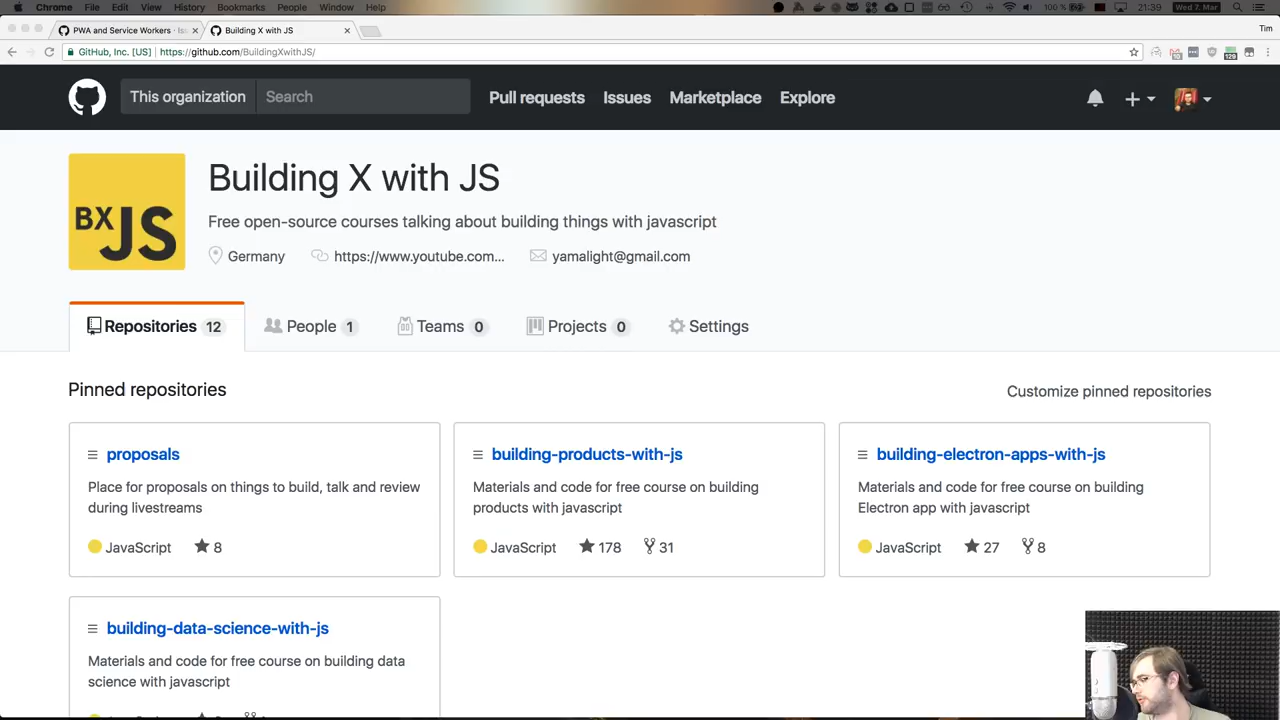 Chrome File Edit View History Bookmarks People Window Help 100 % 21:39 Wed 7. Mar
PWA and Service Workers · Iss Building X with JS Tim
GitHub, Inc. [US] https://github.com/BuildingXwithJS/
This organization Search Pull requests Issues Marketplace Explore
BX JS
Building X with JS
Free open-source courses talking about building things with javascript
Germany https://www.youtube.com... yamalight@gmail.com
Repositories 12 People 1 Teams 0 Projects 0 Settings
Pinned repositories Customize pinned repositories
proposals
Place for proposals on things to build, talk and review
during livestreams
JavaScript 8
building-products-with-js
Materials and code for free course on building
products with javascript
JavaScript 178 31
building-electron-apps-with-js
Materials and code for free course on building
Electron app with javascript
JavaScript 27 8
building-data-science-with-js
Materials and code for free course on building data
science with javascript